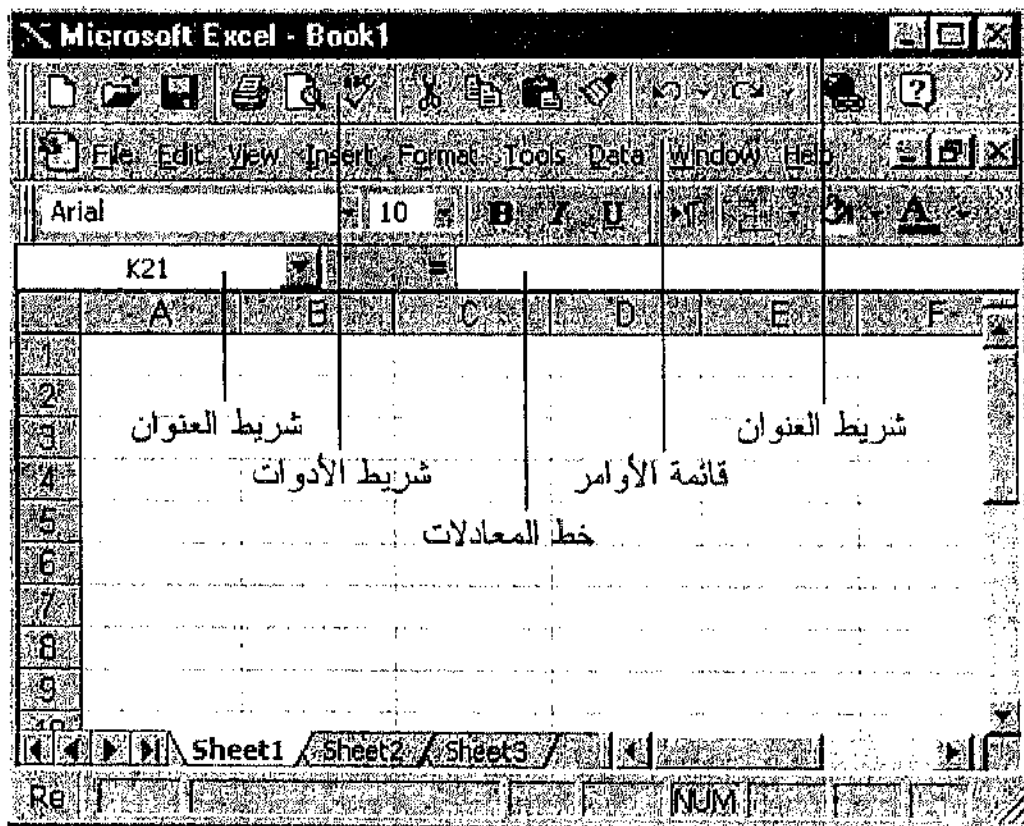 Microsoft Excel - Book1
File Edit View Insert Format Tools Data Window Help
Arial 10 B I U A
K21 =
A B C D E F
1
2
شريط العنوان شريط العنوان
3
شريط الأدوات قائمة الأوامر
4
خط المعادلات
5
6
7
8
9
10
Sheet1 Sheet2 Sheet3
Re NUM